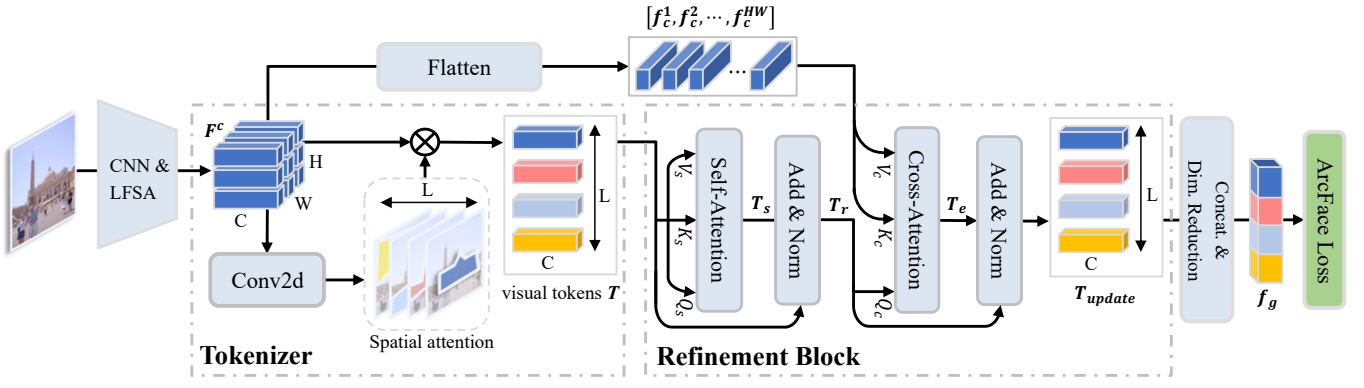 [f_c^1, f_c^2, ⋯, f_c^{HW}]
Flatten
...
F^c
CNN &
LFSA
H
W
C
L
Conv2d
Spatial attention
L
C
visual tokens T
Tokenizer
V_s
K_s
Q_s
Self-Attention
T_s
Add & Norm
T_r
V_c
K_c
Q_c
Cross-Attention
T_e
Add & Norm
L
C
T_update
Refinement Block
Concat. &
Dim. Reduction
f_g
ArcFace Loss